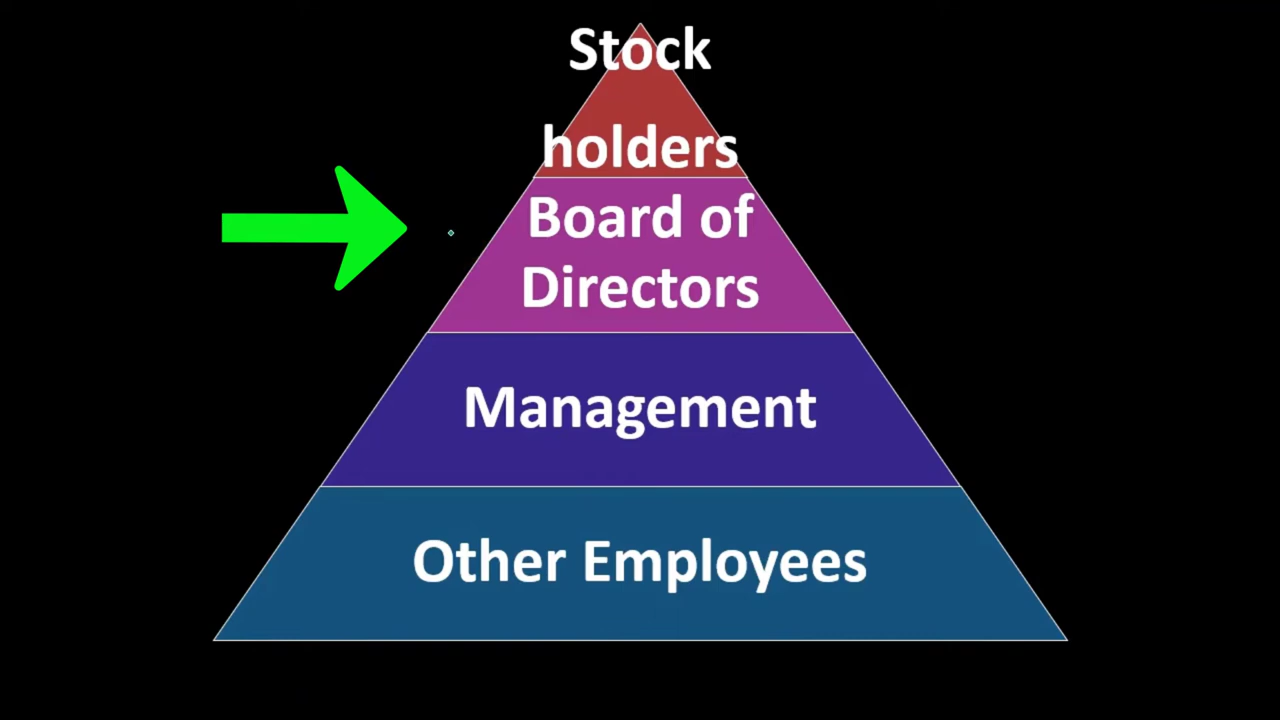 Stock
holders
Board of
Directors
Management
Other Employees